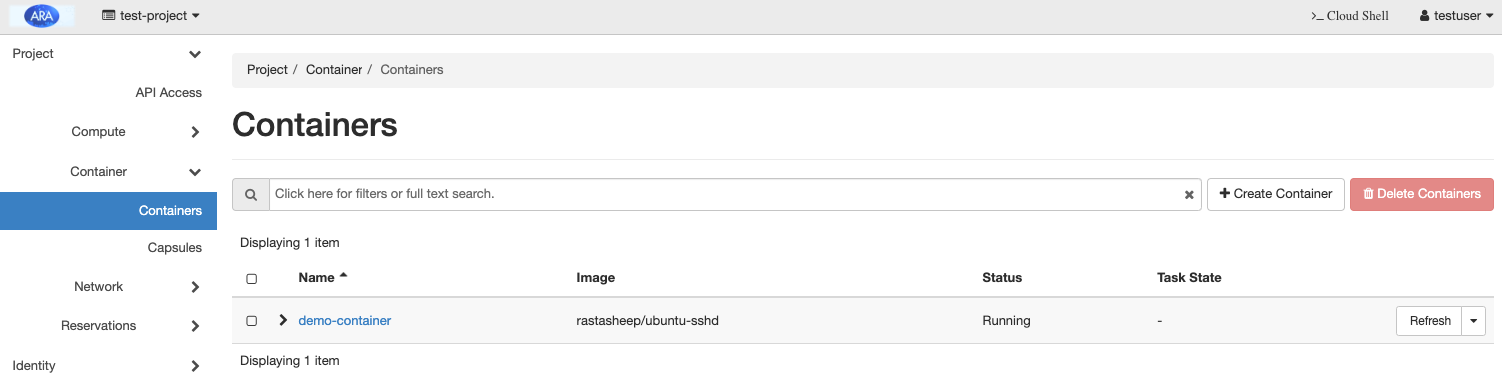 ARA test-project >_ Cloud Shell testuser
Project
Project / Container / Containers
API Access
Containers
Compute
Container
Click here for filters or full text search. Create Container Delete Containers
Containers
Displaying 1 item
Capsules
Name Image Status Task State
Network
demo-container rastasheep/ubuntu-sshd Running - Refresh
Reservations
Displaying 1 item
Identity